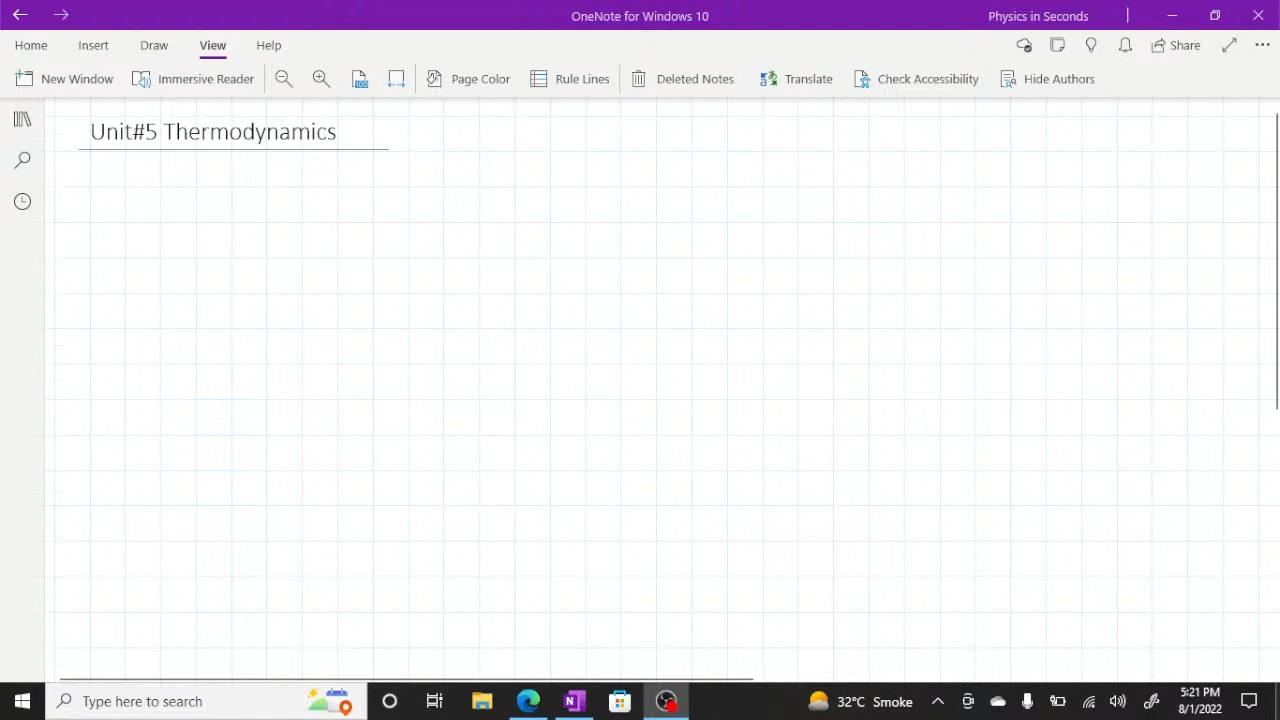 OneNote for Windows 10
Physics in Seconds
Home Insert Draw View Help
Share
New Window Immersive Reader Page Color Rule Lines Deleted Notes Translate Check Accessibility Hide Authors
Unit#5 Thermodynamics
Type here to search
32°C Smoke
5:21 PM
8/1/2022